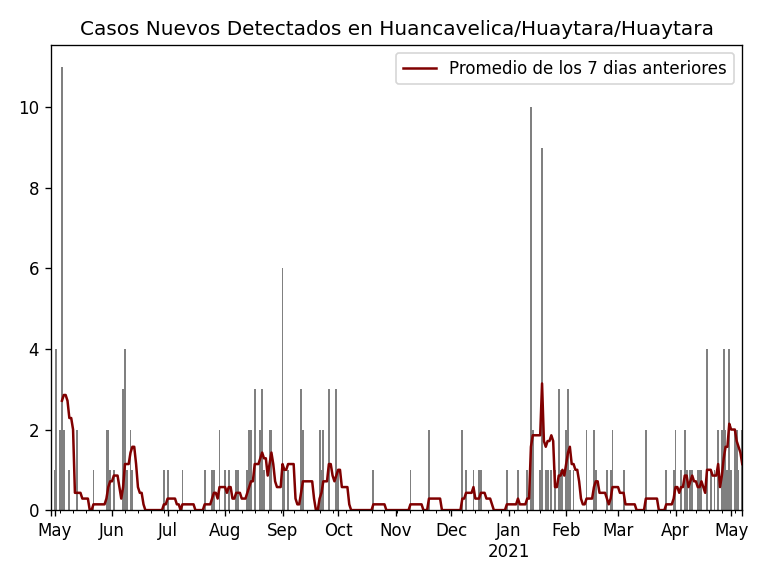 Casos Nuevos Detectados en Huancavelica/Huaytara/Huaytara
Promedio de los 7 dias anteriores
10
8
6
4
2
0
May Jun Jul Aug Sep Oct Nov Dec Jan Feb Mar Apr May
2021